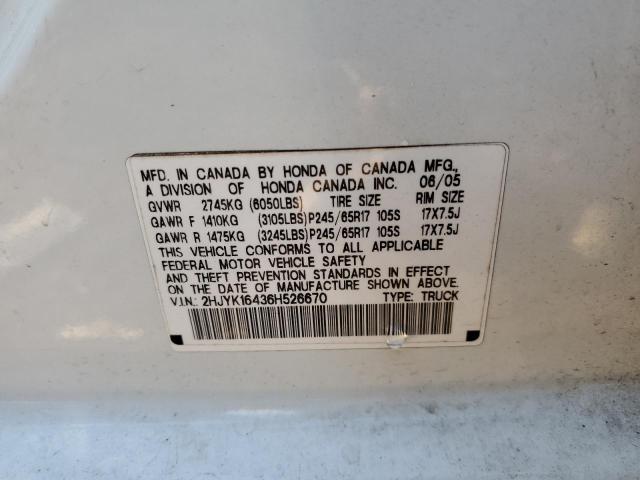 MFD. IN CANADA BY HONDA OF CANADA MFG.,
A DIVISION OF HONDA CANADA INC. 06/05
GVWR 2745KG (6050LBS) TIRE SIZE RIM SIZE
GAWR F 1410KG (3105LBS) P245/65R17 105S 17X7.5J
GAWR R 1475KG (3245LBS) P245/65R17 105S 17X7.5J
THIS VEHICLE CONFORMS TO ALL APPLICABLE
FEDERAL MOTOR VEHICLE SAFETY
AND THEFT PREVENTION STANDARDS IN EFFECT
ON THE DATE OF MANUFACTURE SHOWN ABOVE.
V.I.N.: 2HJYK16436H526670 TYPE: TRUCK